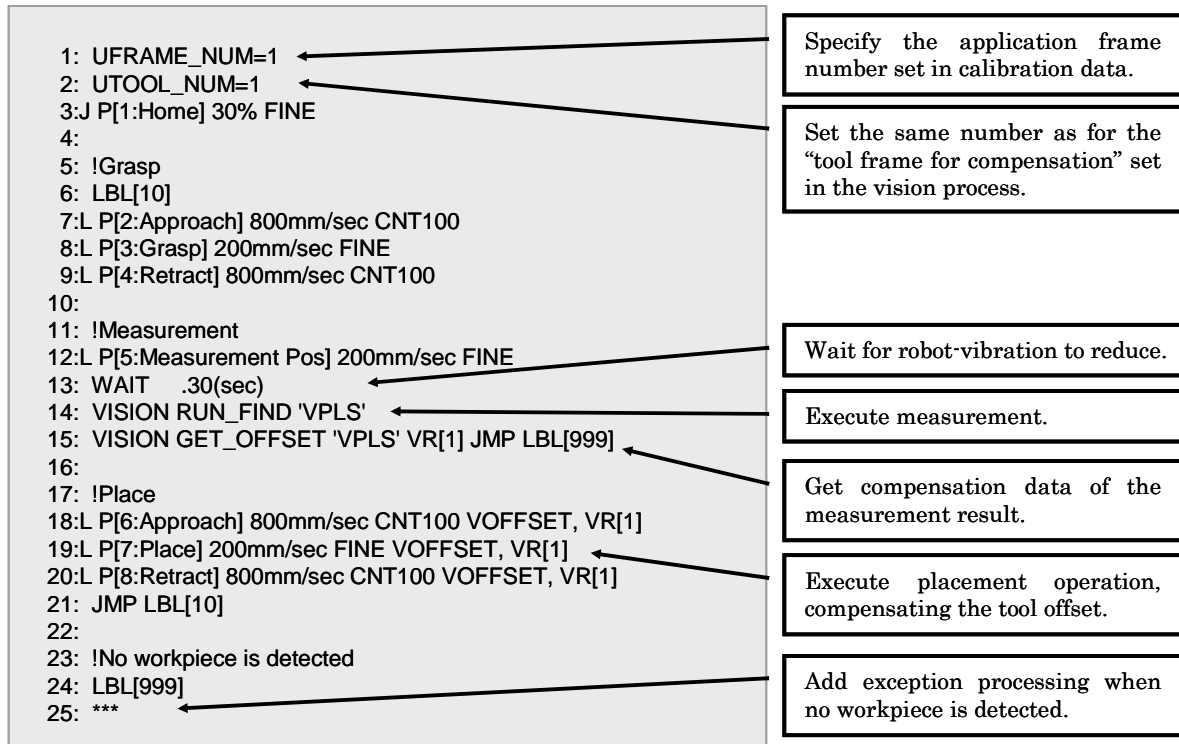 1: UFRAME_NUM=1
2: UTOOL_NUM=1
3:J P[1:Home] 30% FINE
4:
5: !Grasp
6: LBL[10]
7:L P[2:Approach] 800mm/sec CNT100
8:L P[3:Grasp] 200mm/sec FINE
9:L P[4:Retract] 800mm/sec CNT100
10:
11: !Measurement
12:L P[5:Measurement Pos] 200mm/sec FINE
13: WAIT .30(sec)
14: VISION RUN_FIND 'VPLS'
15: VISION GET_OFFSET 'VPLS' VR[1] JMP LBL[999]
16:
17: !Place
18:L P[6:Approach] 800mm/sec CNT100 VOFFSET, VR[1]
19:L P[7:Place] 200mm/sec FINE VOFFSET, VR[1]
20:L P[8:Retract] 800mm/sec CNT100 VOFFSET, VR[1]
21: JMP LBL[10]
22:
23: !No workpiece is detected
24: LBL[999]
25: ***
Specify the application frame
number set in calibration data.
Set the same number as for the
“tool frame for compensation” set
in the vision process.
Wait for robot-vibration to reduce.
Execute measurement.
Get compensation data of the
measurement result.
Execute placement operation,
compensating the tool offset.
Add exception processing when
no workpiece is detected.